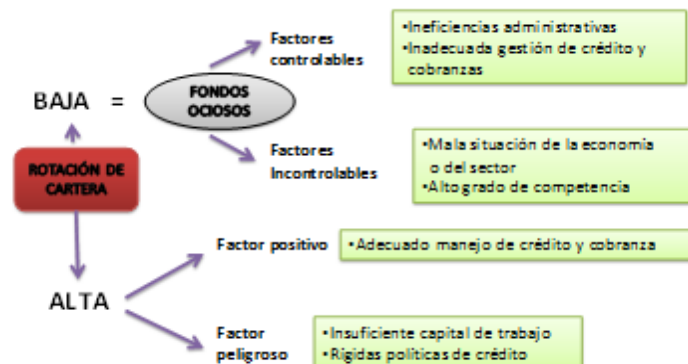 Factores
controlables
•Ineficiencias administrativas
•Inadecuada gestión de crédito y
cobranzas
BAJA =
FONDOS
OCIOSOS
Factores
Incontrolables
•Mala situación de la economía
o del sector
•Alto grado de competencia
ROTACIÓN DE
CARTERA
Factor positivo
•Adecuado manejo de crédito y cobranza
ALTA
Factor
peligroso
•Insuficiente capital de trabajo
•Rígidas políticas de crédito